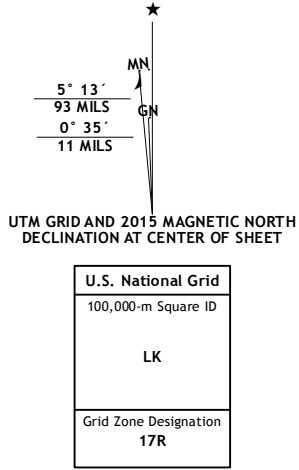 ★
MN
5° 13´
93 MILS
GN
0° 35´
11 MILS
UTM GRID AND 2015 MAGNETIC NORTH
DECLINATION AT CENTER OF SHEET
U.S. National Grid
100,000-m Square ID
LK
Grid Zone Designation
17R